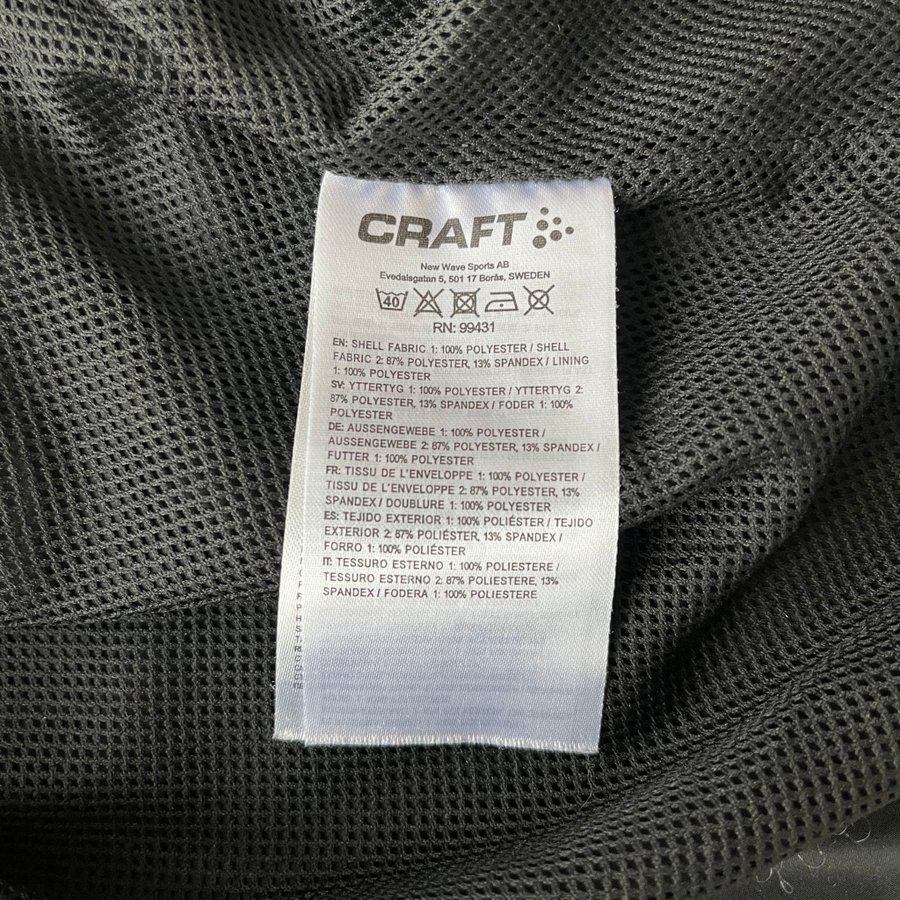 CRAFT
New Wave Sports AB
Evedalsgatan 5, 501 17 Borås, SWEDEN
40
RN: 99431
EN: SHELL FABRIC 1: 100% POLYESTER / SHELL
FABRIC 2: 87% POLYESTER, 13% SPANDEX / LINING
1: 100% POLYESTER
SV: YTTERTYG 1: 100% POLYESTER / YTTERTYG 2:
87% POLYESTER, 13% SPANDEX / FODER 1: 100%
POLYESTER
DE: AUSSENGEWEBE 1: 100% POLYESTER /
AUSSENGEWEBE 2: 87% POLYESTER, 13% SPANDEX /
FUTTER 1: 100% POLYESTER
FR: TISSU DE L'ENVELOPPE 1: 100% POLYESTER /
TISSU DE L'ENVELOPPE 2: 87% POLYESTER, 13%
SPANDEX / DOUBLURE 1: 100% POLYESTER
ES: TEJIDO EXTERIOR 1: 100% POLIÉSTER / TEJIDO
EXTERIOR 2: 87% POLIÉSTER, 13% SPANDEX /
FORRO 1: 100% POLIÉSTER
IT: TESSURO ESTERNO 1: 100% POLIESTERE /
TESSURO ESTERNO 2: 87% POLIESTERE, 13%
SPANDEX / FODERA 1: 100% POLIESTERE